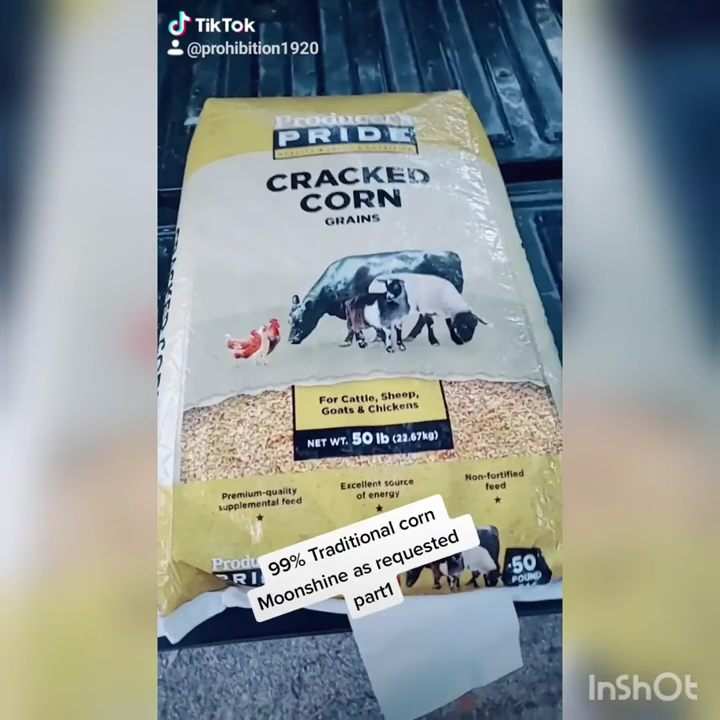 TikTok
@prohibition1920
Producer's
PRIDE
CRACKED
CORN
GRAINS
For Cattle, Sheep,
Goats & Chickens
NET WT. 50 lb (22.67kg)
Premium-quality
supplemental feed
Excellent source
of energy
Non-fortified
feed
99% Traditional corn
Moonshine as requested
part1
50
POUND
InShOt